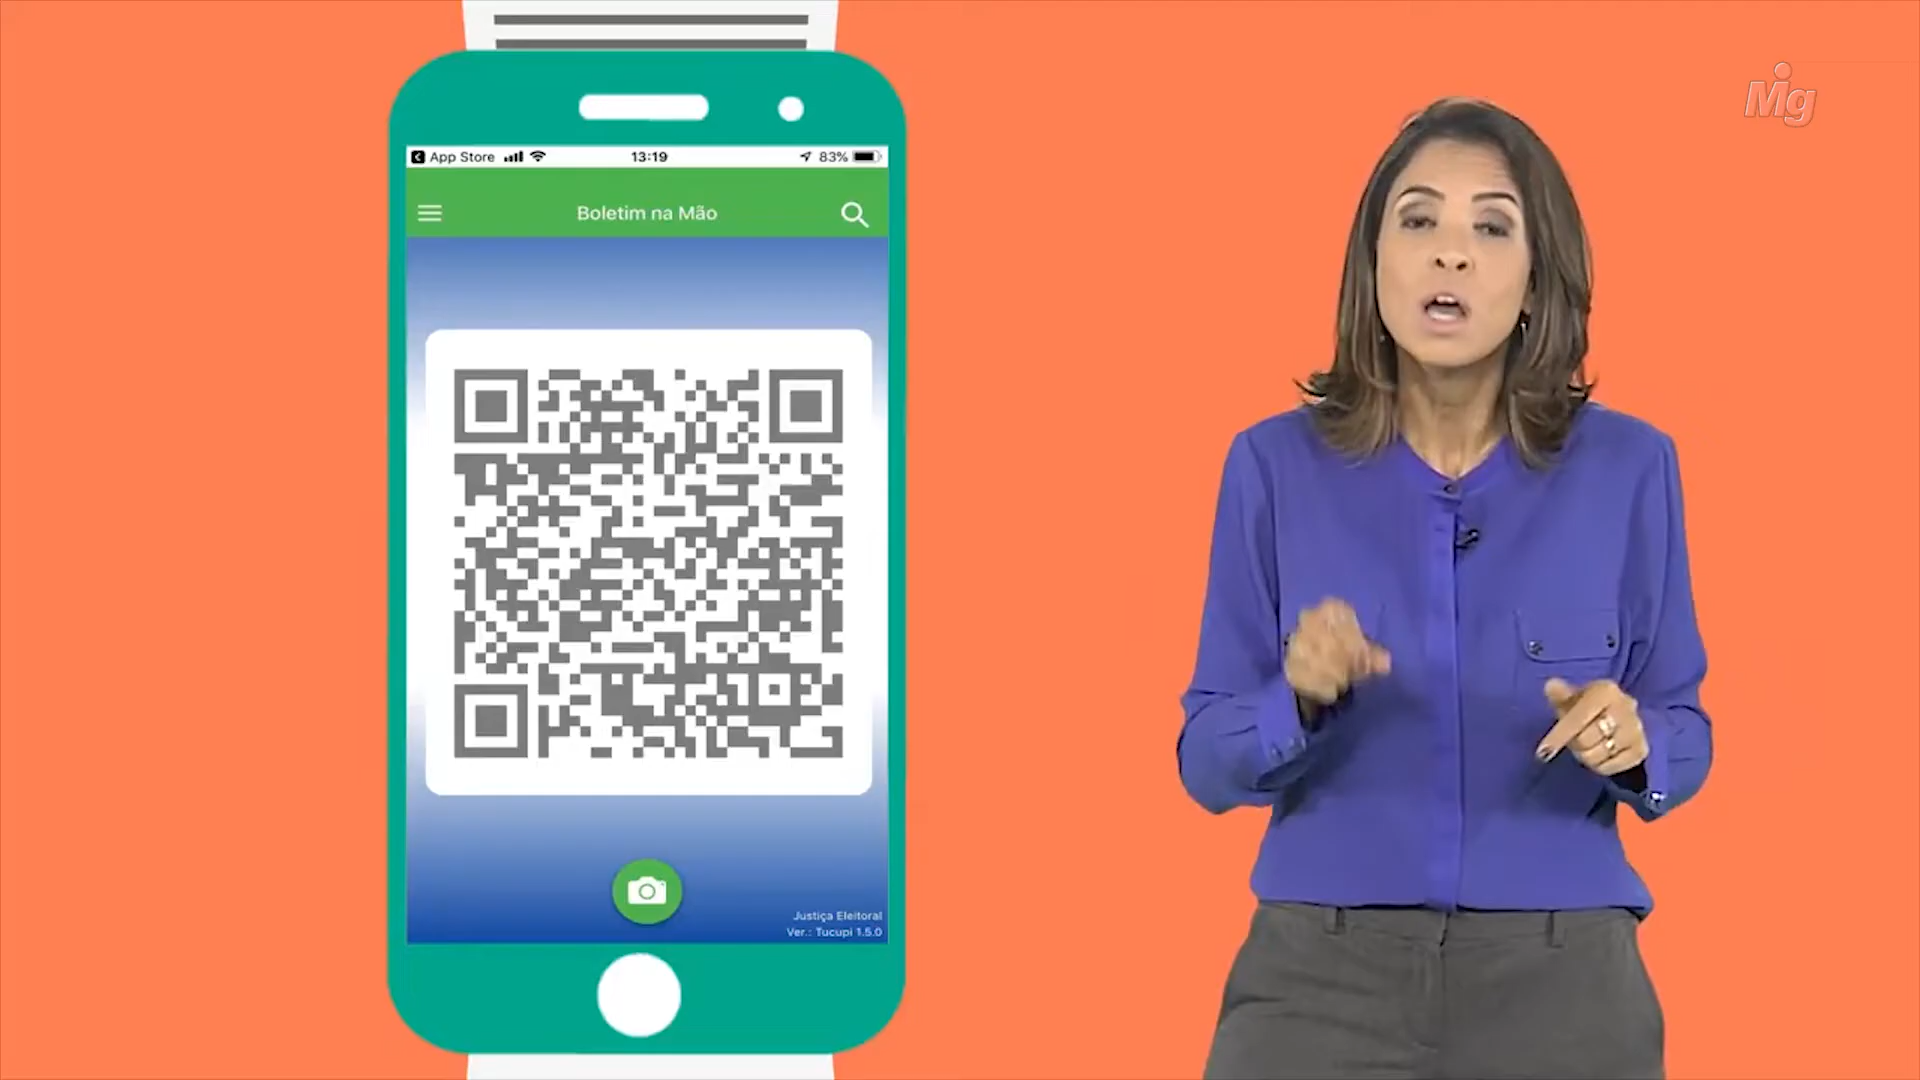 Mg
App Store 13:19 83%
Boletim na Mão
Justiça Eleitoral
Ver.: Tucupi 1.5.0